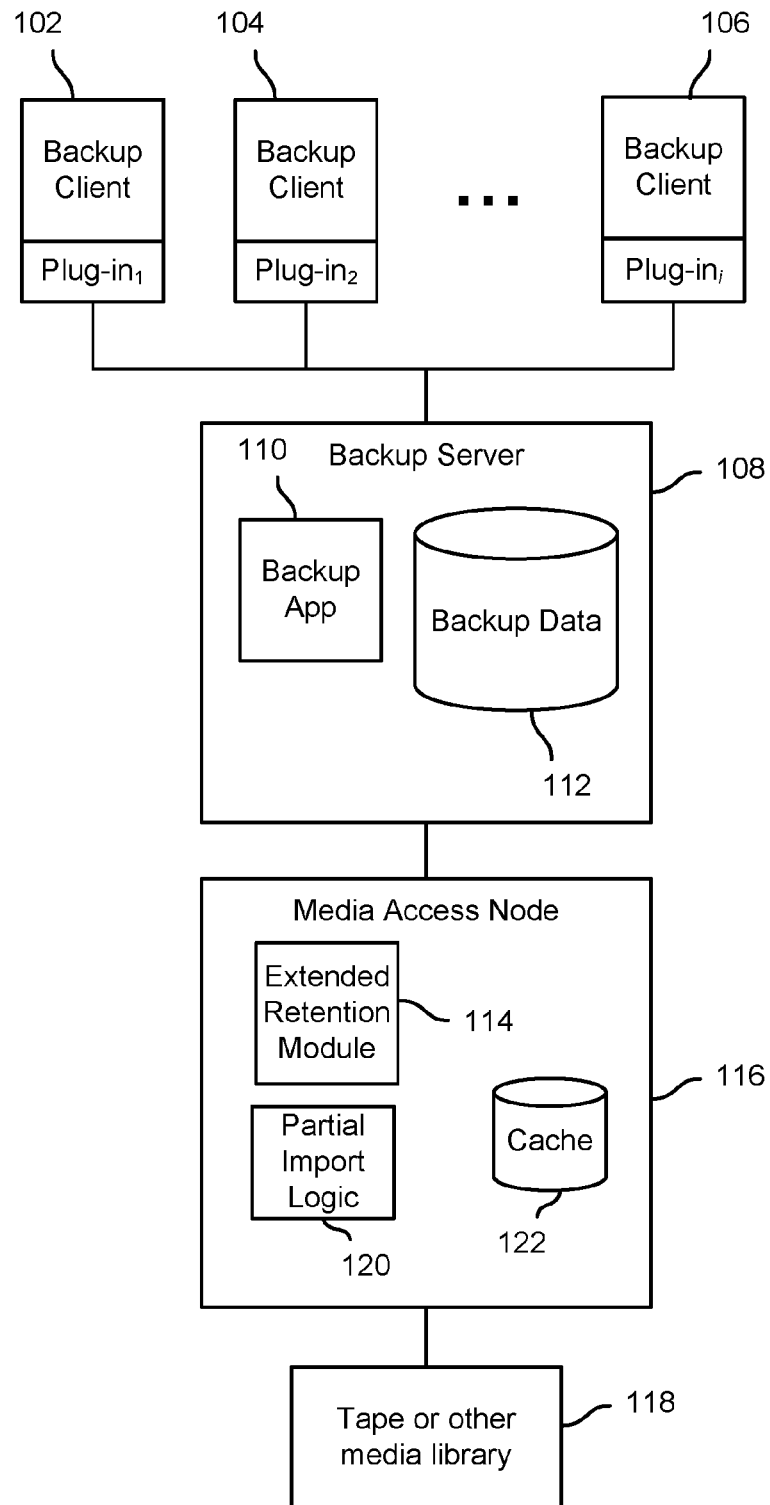 102
104
106
Backup
Client
Backup
Client
Backup
Client
Plug-in₁
Plug-in₂
...
Plug-inᵢ
Backup Server
110
108
Backup
App
Backup Data
112
Media Access Node
Extended
Retention
Module
114
116
Partial
Import
Logic
Cache
120
122
Tape or other
media library
118